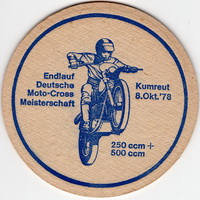 Endlauf
Deutsche
Moto-Cross
Meisterschaft
Kumreut
8.Okt.'78
250 ccm +
500 ccm